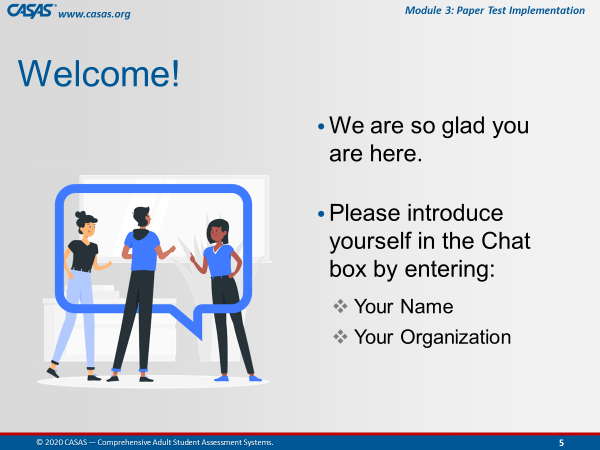 CASAS® www.casas.org
Module 3: Paper Test Implementation
Welcome!
• We are so glad you
are here.
• Please introduce
yourself in the Chat
box by entering:
❖ Your Name
❖ Your Organization
© 2020 CASAS — Comprehensive Adult Student Assessment Systems.
5